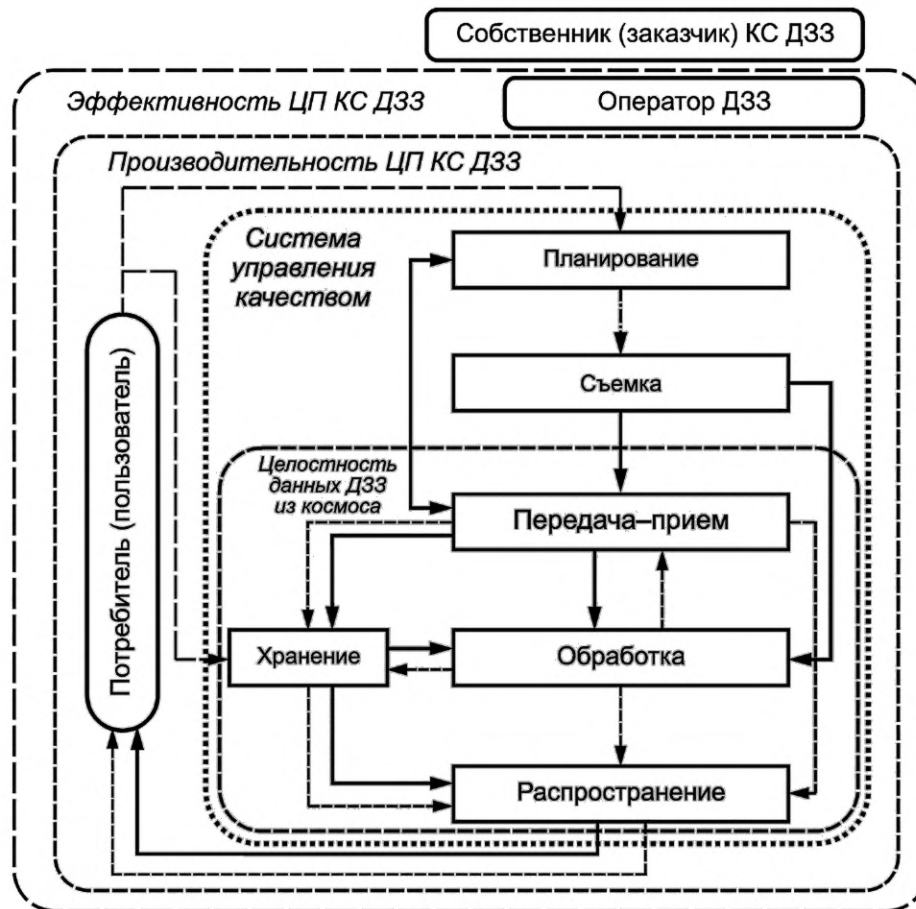 Собственник (заказчик) КС ДЗЗ
Эффективность ЦП КС ДЗЗ
Оператор ДЗЗ
Производительность ЦП КС ДЗЗ
Система
управления
качеством
Планирование
Съемка
Потребитель (пользователь)
Целостность
данных ДЗЗ
из космоса
Передача–прием
Хранение
Обработка
Распространение